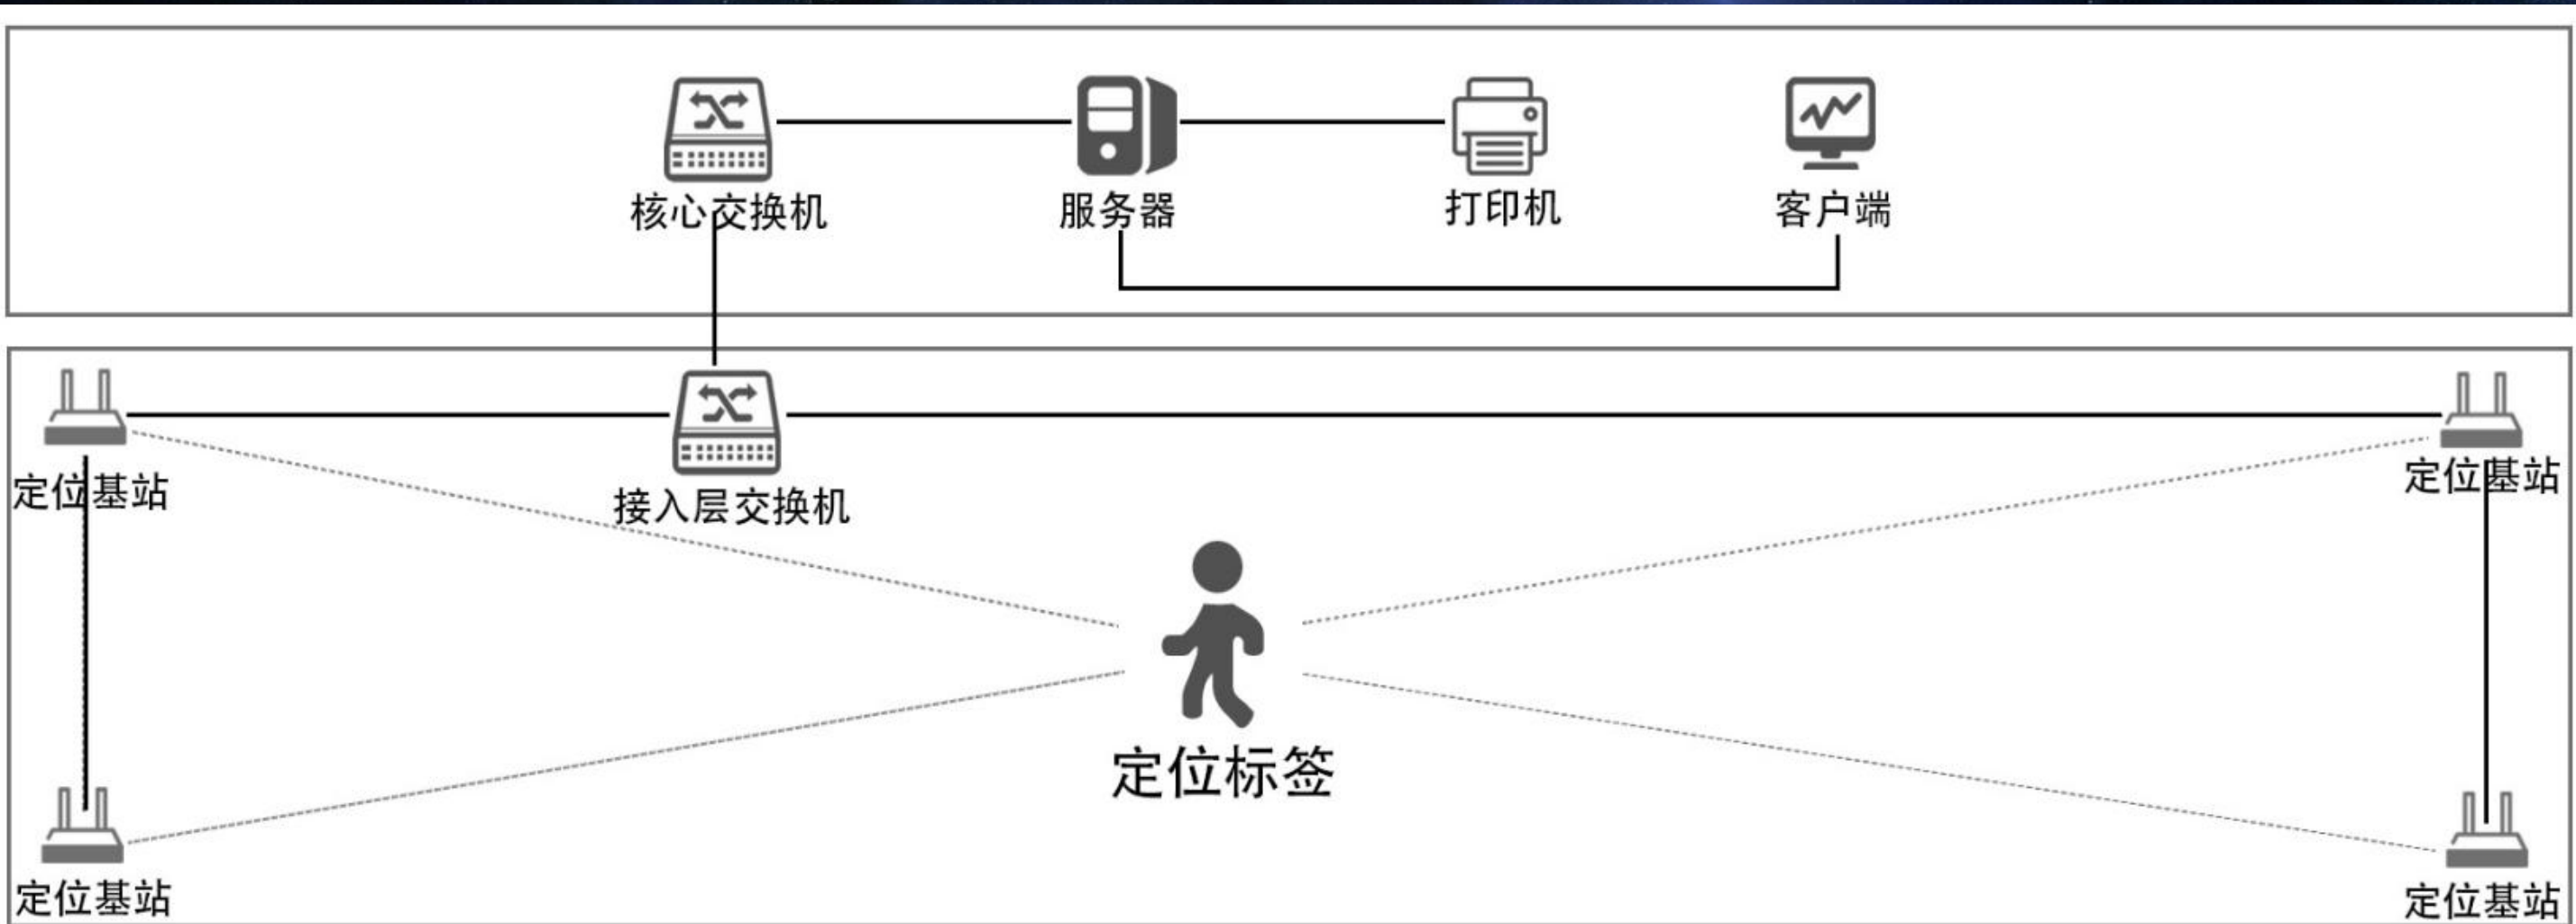 核心交换机
服务器
打印机
客户端
定位基站
接入层交换机
定位基站
定位标签
定位基站
定位基站